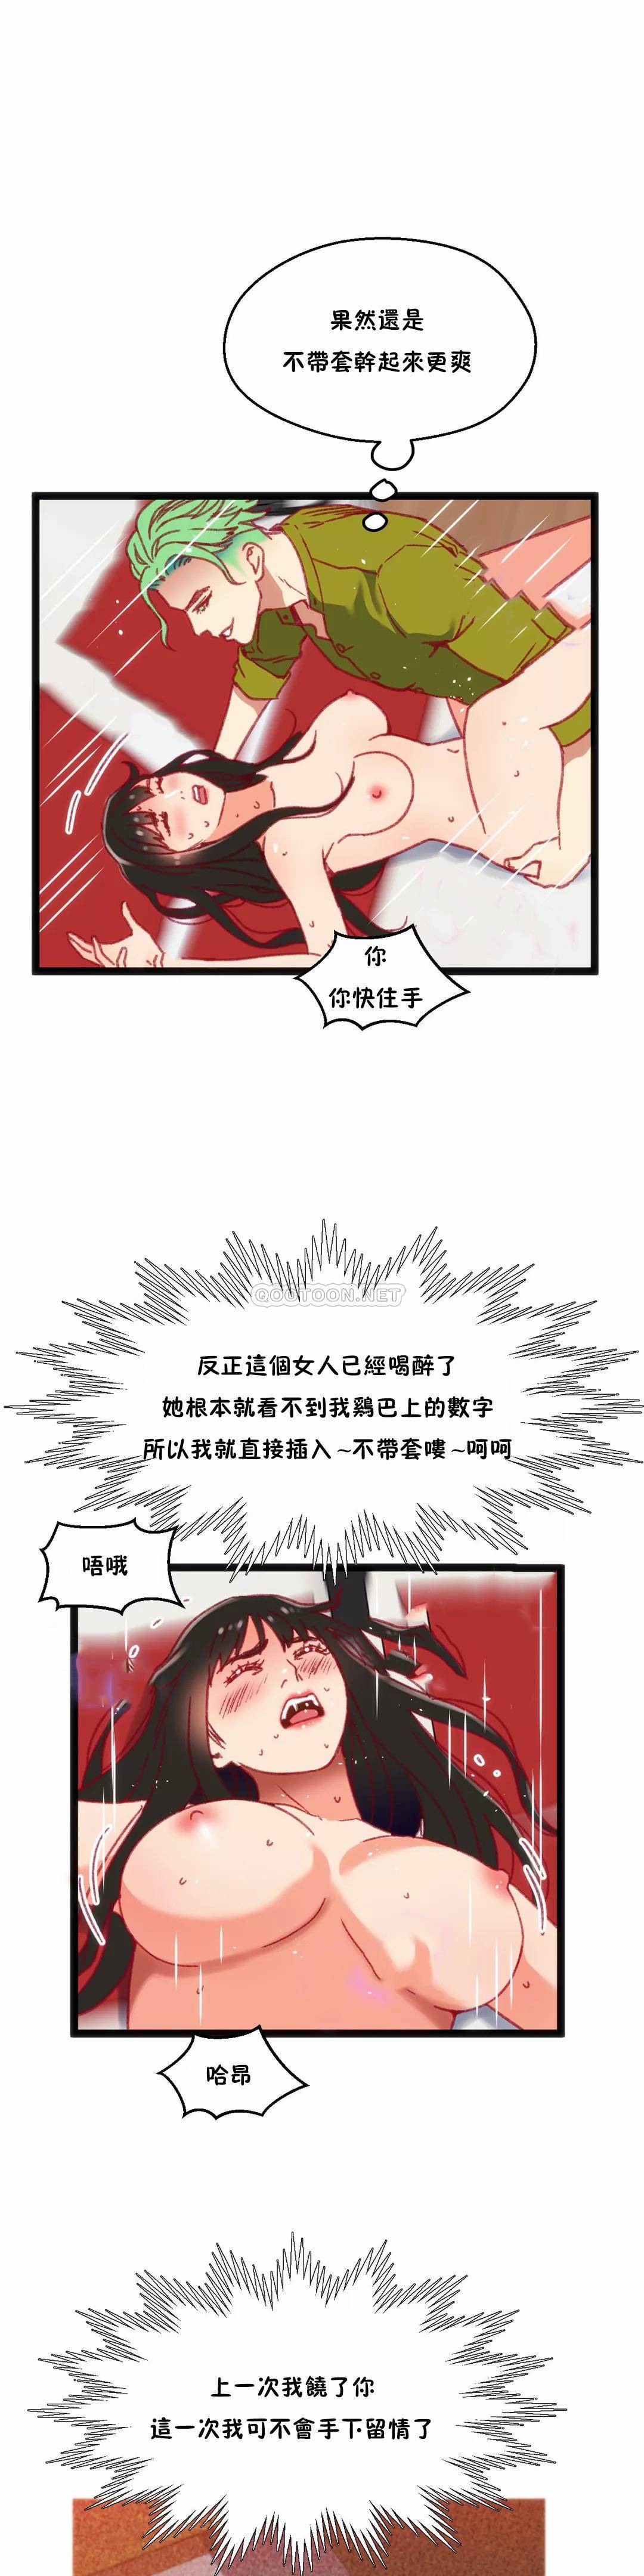 果然還是
不帶套幹起來更爽
你
你快住手
QOOTOON.NET
反正這個女人已經喝醉了
她根本就看不到我鷄巴上的數字
所以我就直接插入~不帶套嘍~呵呵
唔哦
哈昂
上一次我饒了你
這一次我可不會手下留情了